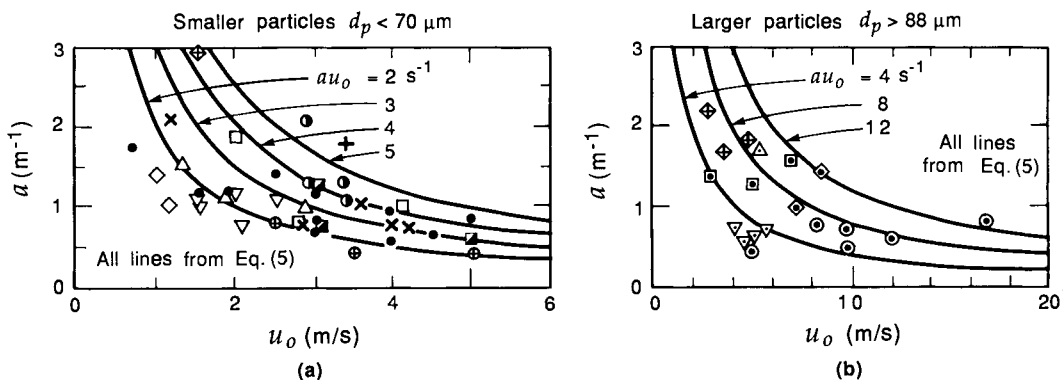 Smaller particles d_p < 70 μm
a (m⁻¹)
3
2
1
0
au_o = 2 s⁻¹
3
4
5
All lines from Eq. (5)
0 2 4 6
u_o (m/s)
(a)
Larger particles d_p > 88 μm
a (m⁻¹)
3
2
1
0
au_o = 4 s⁻¹
8
12
All lines
from Eq. (5)
0 10 20
u_o (m/s)
(b)